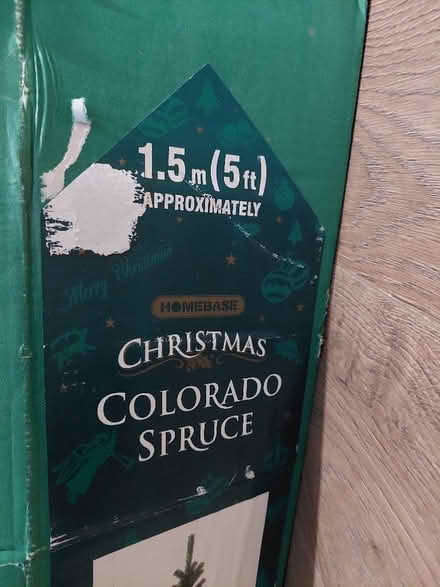 1.5m (5ft)
APPROXIMATELY
Merry Christmas
HOMEBASE
CHRISTMAS
COLORADO
SPRUCE